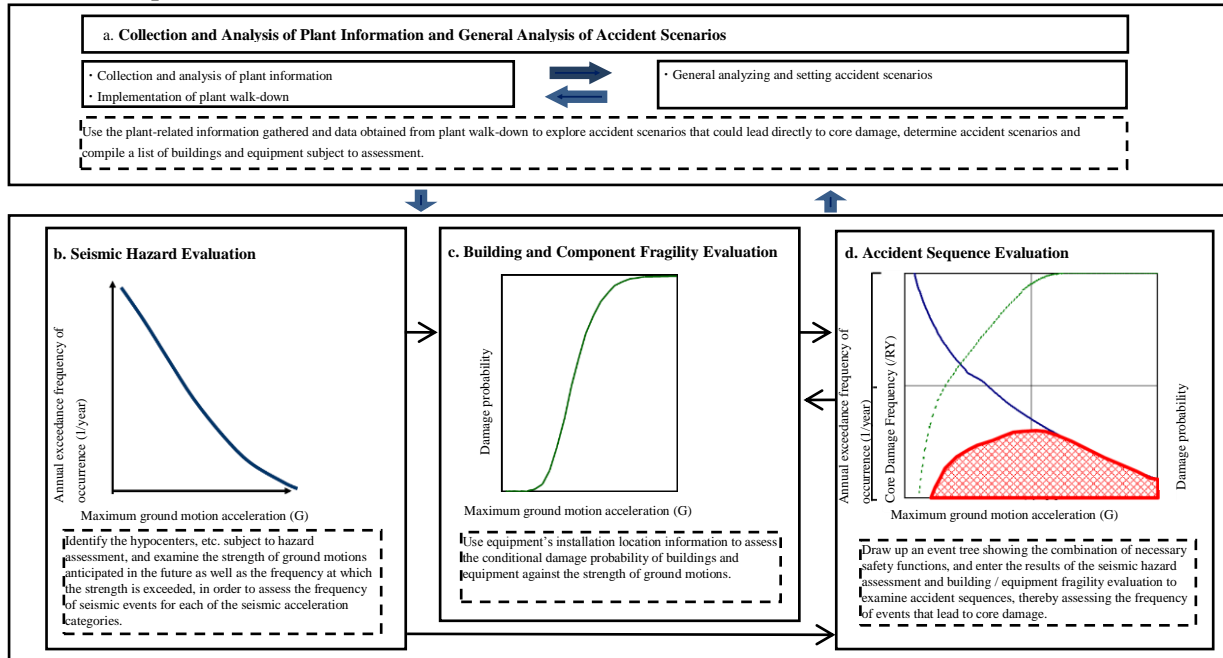 a. Collection and Analysis of Plant Information and General Analysis of Accident Scenarios
・Collection and analysis of plant information
・Implementation of plant walk-down
・General analyzing and setting accident scenarios
Use the plant-related information gathered and data obtained from plant walk-down to explore accident scenarios that could lead directly to core damage, determine accident scenarios and
compile a list of buildings and equipment subject to assessment.
b. Seismic Hazard Evaluation
Annual exceedance frequency of
occurrence (1/year)
Maximum ground motion acceleration (G)
Identify the hypocenters, etc. subject to hazard
assessment, and examine the strength of ground motions
anticipated in the future as well as the frequency at which
the strength is exceeded, in order to assess the frequency
of seismic events for each of the seismic acceleration
categories.
c. Building and Component Fragility Evaluation
Damage probability
Maximum ground motion acceleration (G)
Use equipment's installation location information to assess
the conditional damage probability of buildings and
equipment against the strength of ground motions.
d. Accident Sequence Evaluation
Annual exceedance frequency of
occurrence (1/year)
Core Damage Frequency (/RY)
Damage probability
Maximum ground motion acceleration (G)
Draw up an event tree showing the combination of necessary
safety functions, and enter the results of the seismic hazard
assessment and building / equipment fragility evaluation to
examine accident sequences, thereby assessing the frequency
of events that lead to core damage.